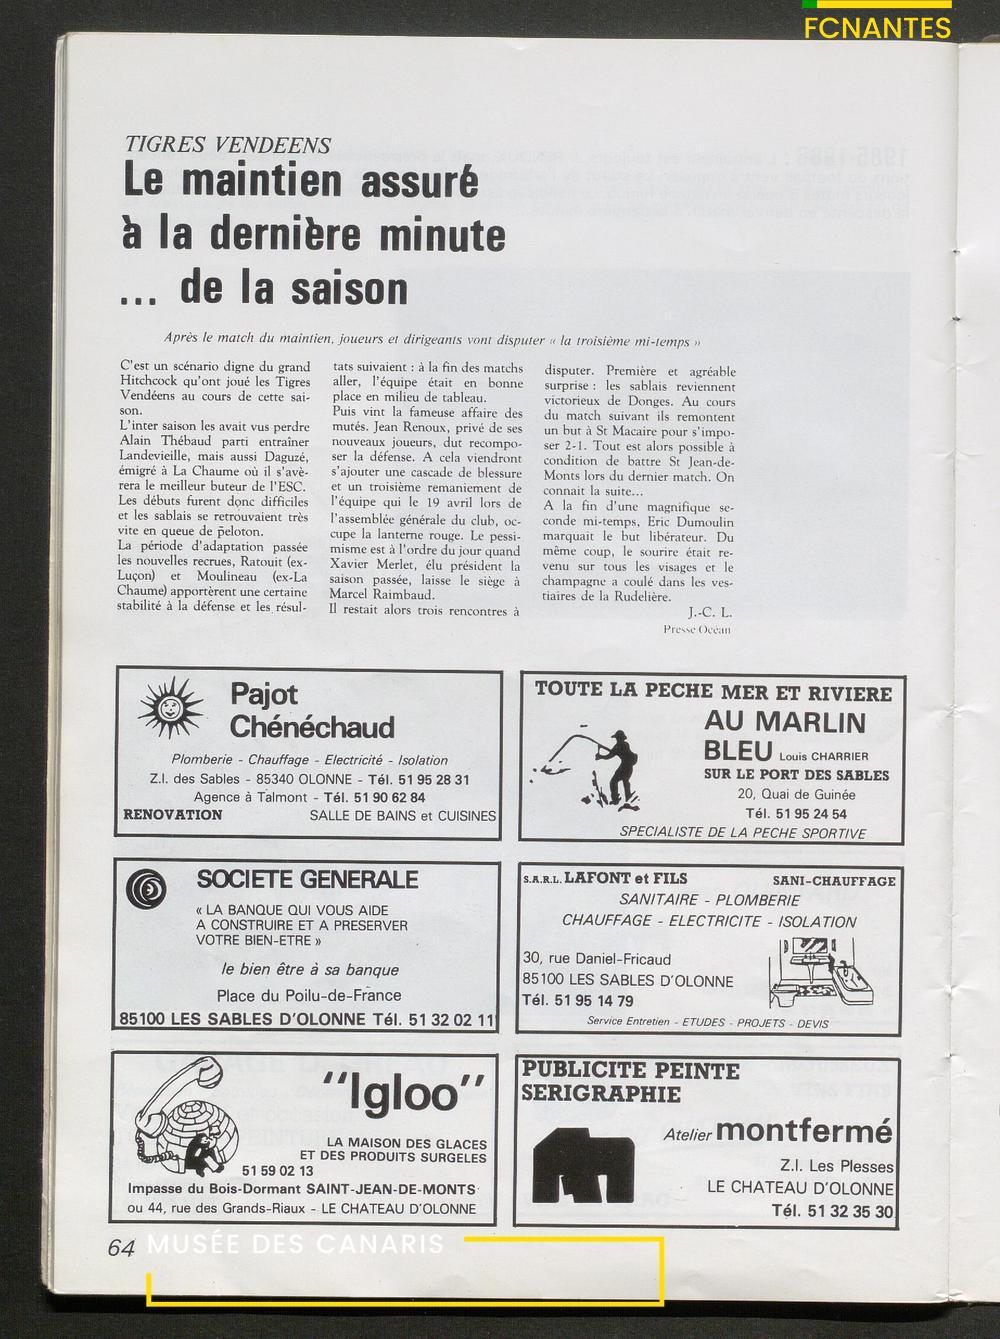 FCNANTES
TIGRES VENDEENS
Le maintien assuré
à la dernière minute
... de la saison
Après le match du maintien, joueurs et dirigeants vont disputer « la troisième mi-temps »
C'est un scénario digne du grand
Hitchcock qu'ont joué les Tigres
Vendéens au cours de cette sai-
son.
L'inter saison les avait vus perdre
Alain Thébaud parti entraîner
Landevieille, mais aussi Daguzé,
émigré à La Chaume où il s'avè-
rera le meilleur buteur de l'ESC.
Les débuts furent donc difficiles
et les sablais se retrouvaient très
vite en queue de peloton.
La période d'adaptation passée
les nouvelles recrues, Ratouit (ex-
Luçon) et Moulineau (ex-La
Chaume) apportèrent une certaine
stabilité à la défense et les résul-
tats suivaient : à la fin des matchs
aller, l'équipe était en bonne
place en milieu de tableau.
Puis vint la fameuse affaire des
mutés. Jean Renoux, privé de ses
nouveaux joueurs, dut recompo-
ser la défense. A cela viendront
s'ajouter une cascade de blessure
et un troisième remaniement de
l'équipe qui le 19 avril lors de
l'assemblée générale du club, oc-
cupe la lanterne rouge. Le pessi-
misme est à l'ordre du jour quand
Xavier Merlet, élu président la
saison passée, laisse le siège à
Marcel Raimbaud.
Il restait alors trois rencontres à
disputer. Première et agréable
surprise : les sablais reviennent
victorieux de Donges. Au cours
du match suivant ils remontent
un but à St Macaire pour s'impo-
ser 2-1. Tout est alors possible à
condition de battre St Jean-de-
Monts lors du dernier match. On
connait la suite...
A la fin d'une magnifique se-
conde mi-temps, Eric Dumoulin
marquait le but libérateur. Du
même coup, le sourire était re-
venu sur tous les visages et le
champagne a coulé dans les ves-
tiaires de la Rudelière.
J.-C. L.
Presse Océan
Pajot
Chénéchaud
Plomberie - Chauffage - Electricité - Isolation
Z.I. des Sables - 85340 OLONNE - Tél. 51 95 28 31
Agence à Talmont - Tél. 51 90 62 84
RENOVATION SALLE DE BAINS et CUISINES
TOUTE LA PECHE MER ET RIVIERE
AU MARLIN
BLEU Louis CHARRIER
SUR LE PORT DES SABLES
20, Quai de Guinée
Tél. 51 95 24 54
SPECIALISTE DE LA PECHE SPORTIVE
SOCIETE GENERALE
« LA BANQUE QUI VOUS AIDE
A CONSTRUIRE ET A PRESERVER
VOTRE BIEN-ETRE »
le bien être à sa banque
Place du Poilu-de-France
85100 LES SABLES D'OLONNE Tél. 51 32 02 11
S.A.R.L. LAFONT et FILS SANI-CHAUFFAGE
SANITAIRE - PLOMBERIE
CHAUFFAGE - ELECTRICITE - ISOLATION
30, rue Daniel-Fricaud
85100 LES SABLES D'OLONNE
Tél. 51 95 14 79
Service Entretien - ETUDES - PROJETS - DEVIS
"Igloo"
LA MAISON DES GLACES
ET DES PRODUITS SURGELES
51 59 02 13
Impasse du Bois-Dormant SAINT-JEAN-DE-MONTS
ou 44, rue des Grands-Riaux - LE CHATEAU D'OLONNE
PUBLICITE PEINTE
SERIGRAPHIE
Atelier montfermé
Z.I. Les Plesses
LE CHATEAU D'OLONNE
Tél. 51 32 35 30
64
MUSÉE DES CANARIS